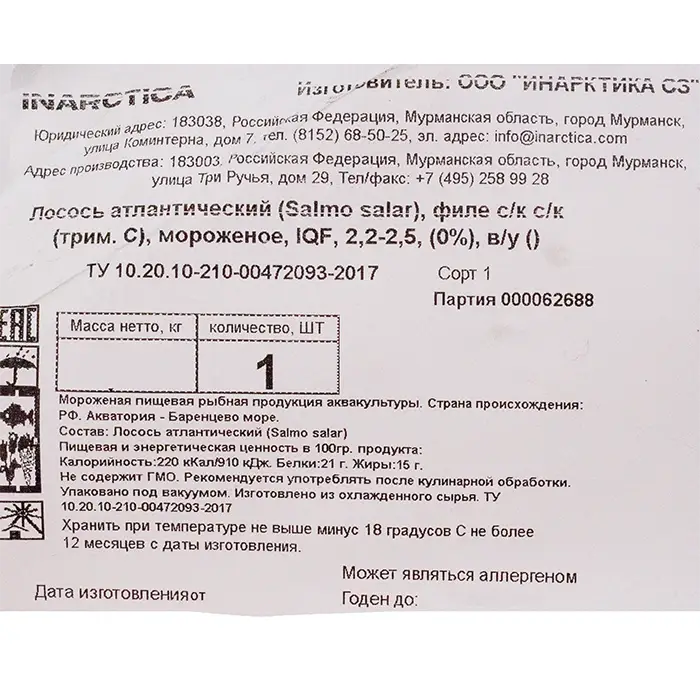 INARCTICA
Изготовитель: ООО "ИНАРКТИКА СЗ"
Юридический адрес: 183038, Российская Федерация, Мурманская область, город Мурманск,
улица Коминтерна, дом 7, тел. (8152) 68-50-25, эл. адрес: info@inarctica.com
Адрес производства: 183003, Российская Федерация, Мурманская область, город Мурманск,
улица Три Ручья, дом 29, Тел/факс: +7 (495) 258 99 28
Лосось атлантический (Salmo salar), филе с/к с/к
(трим. С), мороженое, IQF, 2,2-2,5, (0%), в/у ()
ТУ 10.20.10-210-00472093-2017 Сорт 1
Партия 000062688
EAC
Масса нетто, кг количество, ШТ
1
Мороженая пищевая рыбная продукция аквакультуры. Страна происхождения:
РФ. Акватория - Баренцево море.
Состав: Лосось атлантический (Salmo salar)
Пищевая и энергетическая ценность в 100гр. продукта:
Калорийность:220 кКал/910 кДж. Белки:21 г. Жиры:15 г.
Не содержит ГМО. Рекомендуется употреблять после кулинарной обработки.
Упаковано под вакуумом. Изготовлено из охлажденного сырья. ТУ
10.20.10-210-00472093-2017
Хранить при температуре не выше минус 18 градусов С не более
12 месяцев с даты изготовления.
Может являться аллергеном
Дата изготовленияот Годен до: